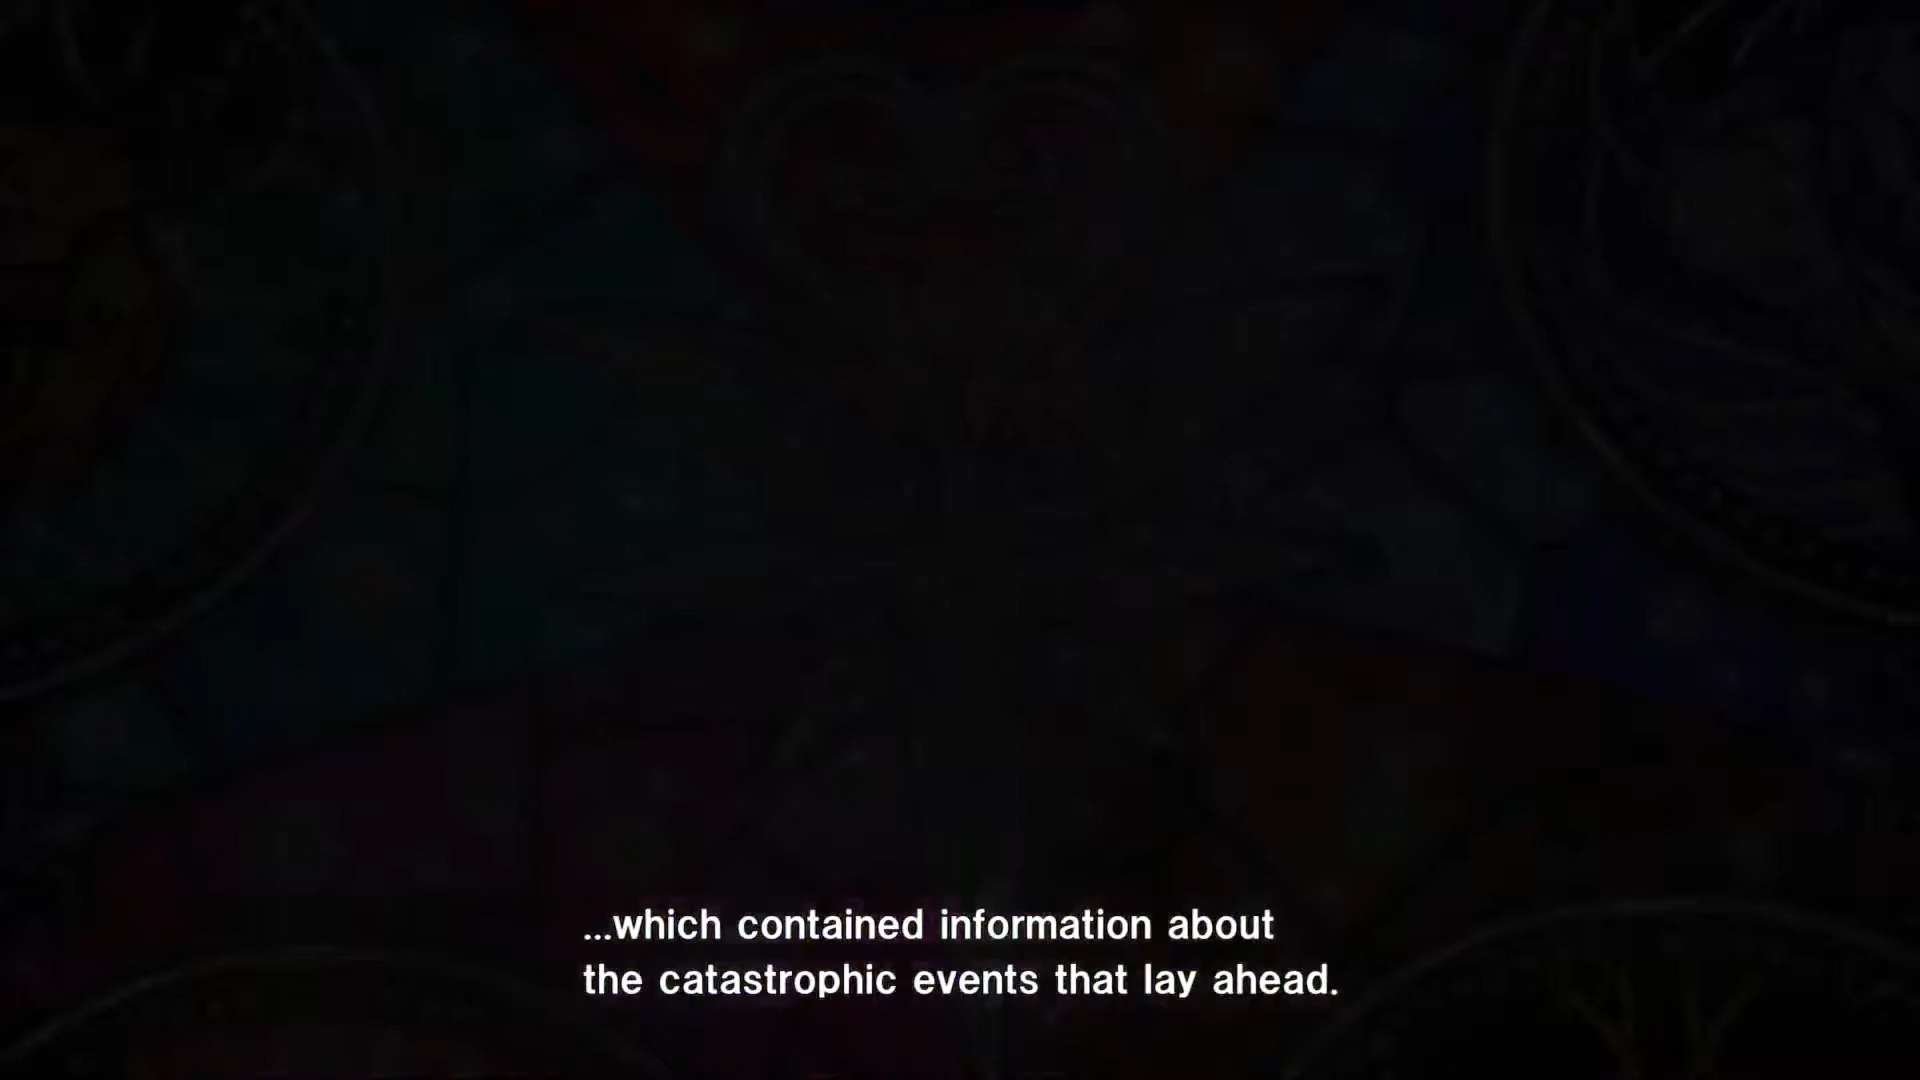 ...which contained information about
the catastrophic events that lay ahead.